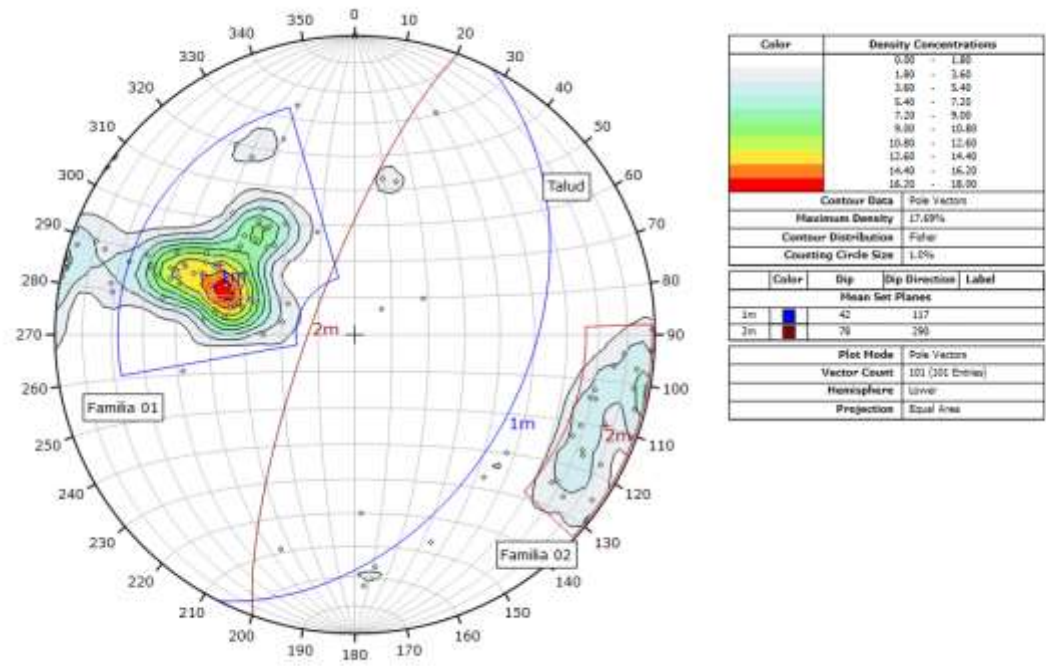 0
350 10
340 20
330 30
320 40
310 50
300 60
290 70
280 80
270 90
260 100
250 110
240 120
230 130
220 140
210 150
200 160
190 180 170
Talud
1m
2m
Familia 01
1m
2m
Familia 02
Color Density Concentrations
0.00 - 1.80
1.80 - 3.60
3.60 - 5.40
5.40 - 7.20
7.20 - 9.00
9.00 - 10.80
10.80 - 12.60
12.60 - 14.40
14.40 - 16.20
16.20 - 18.00
Contour Data Pole Vectors
Maximum Density 17.69%
Contour Distribution Fisher
Counting Circle Size 1.0%
Color Dip Dip Direction Label
Mean Set Planes
1m 42 117
2m 78 290
Plot Mode Pole Vectors
Vector Count 101 (101 Entries)
Hemisphere Lower
Projection Equal Area